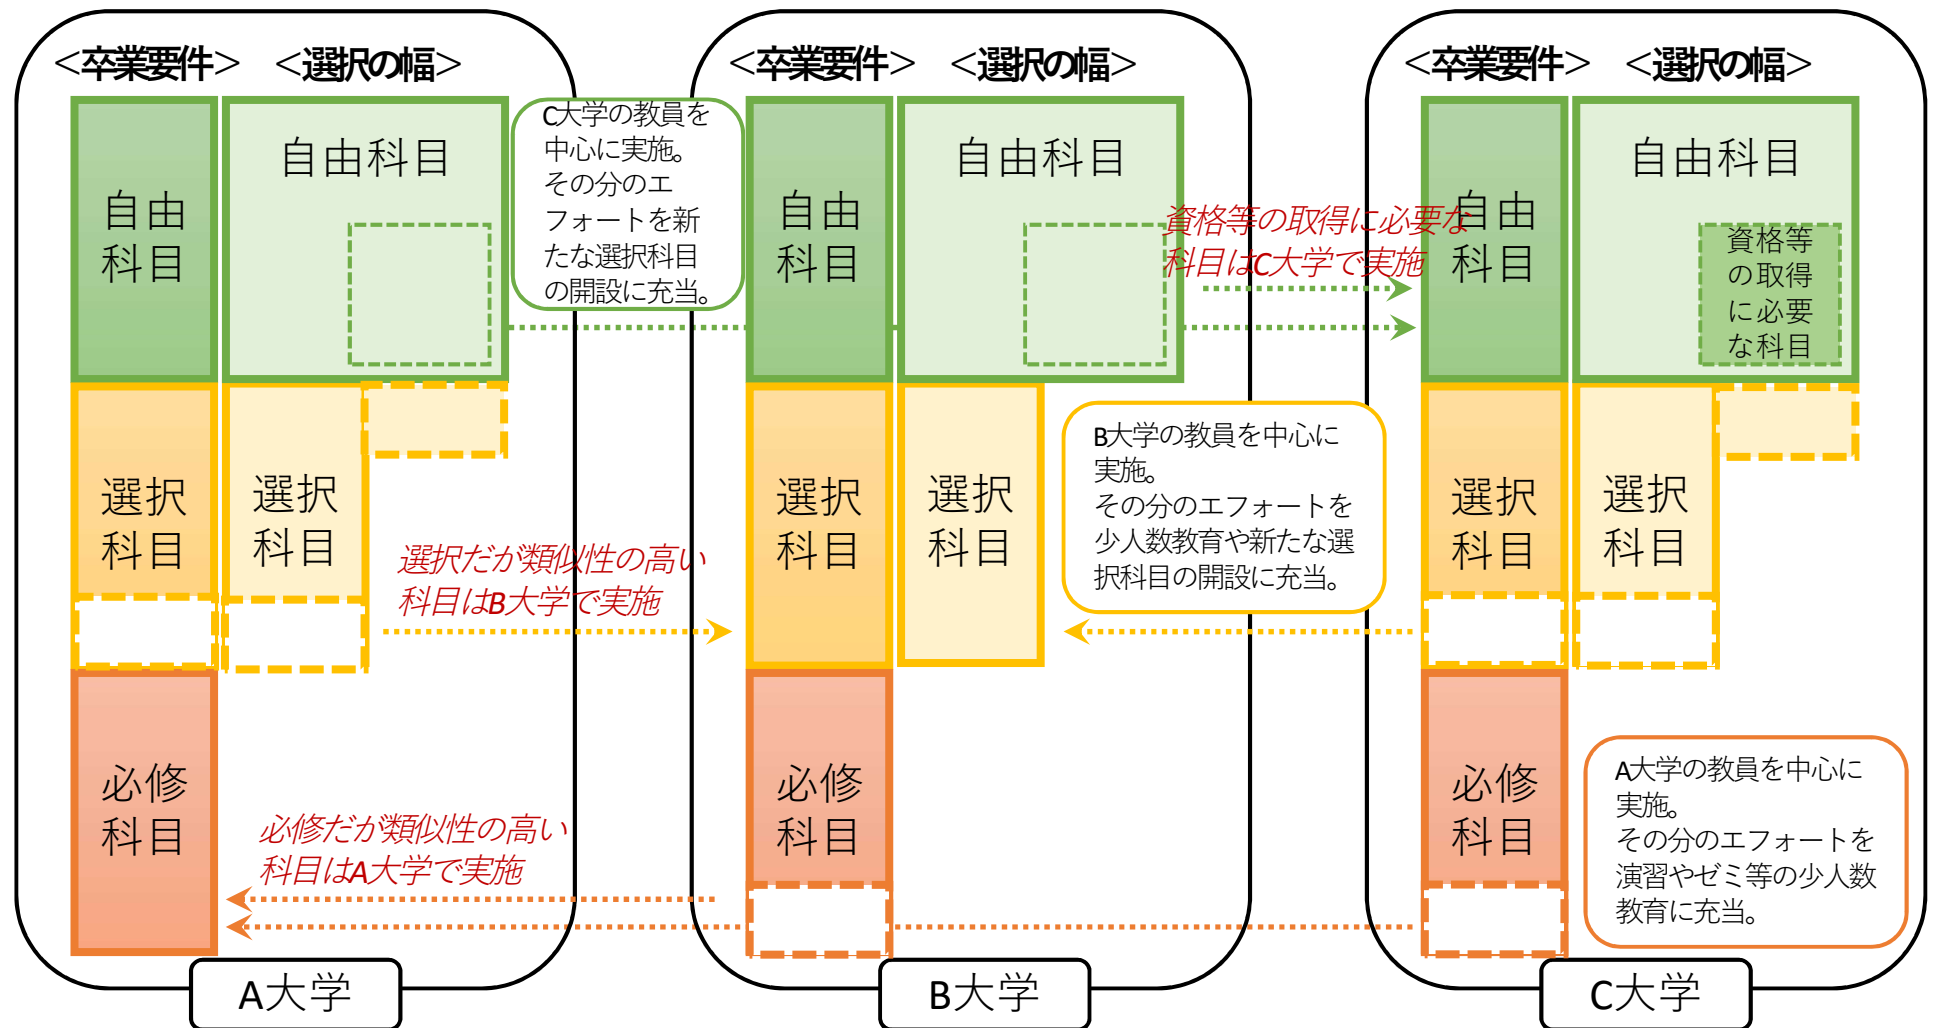 <卒業要件>
<選択の幅>
自由
科目
自由科目
選択
科目
選択
科目
必修
科目
C大学の教員を
中心に実施。
その分のエ
フォートを新
たな選択科目
の開設に充当。
選択だが類似性の高い
科目はB大学で実施
必修だが類似性の高い
科目はA大学で実施
A大学
<卒業要件>
<選択の幅>
自由
科目
自由科目
選択
科目
選択
科目
必修
科目
資格等の取得に必要な
科目はC大学で実施
B大学の教員を中心に
実施。
その分のエフォートを
少人数教育や新たな選
択科目の開設に充当。
B大学
<卒業要件>
<選択の幅>
自由
科目
自由科目
資格等
の取得
に必要
な科目
選択
科目
選択
科目
必修
科目
A大学の教員を中心に
実施。
その分のエフォートを
演習やゼミ等の少人数
教育に充当。
C大学